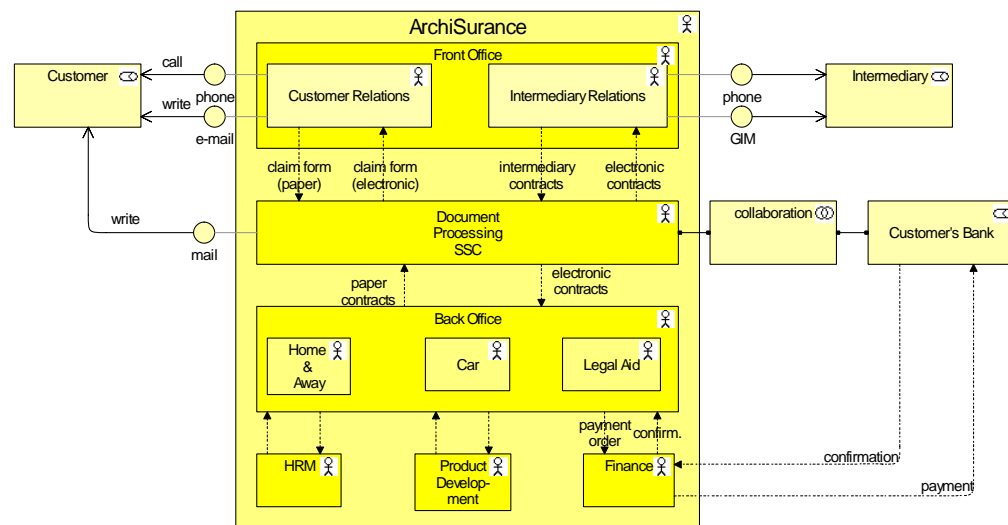 ArchiSurance
Front Office
Customer
call
phone
write
e-mail
Customer Relations
Intermediary Relations
phone
GIM
Intermediary
claim form
(paper)
claim form
(electronic)
intermediary
contracts
electronic
contracts
write
mail
Document
Processing
SSC
collaboration
Customer's Bank
paper
contracts
electronic
contracts
Back Office
Home
&
Away
Car
Legal Aid
payment
order
confirm.
HRM
Product
Develop-
ment
Finance
confirmation
payment